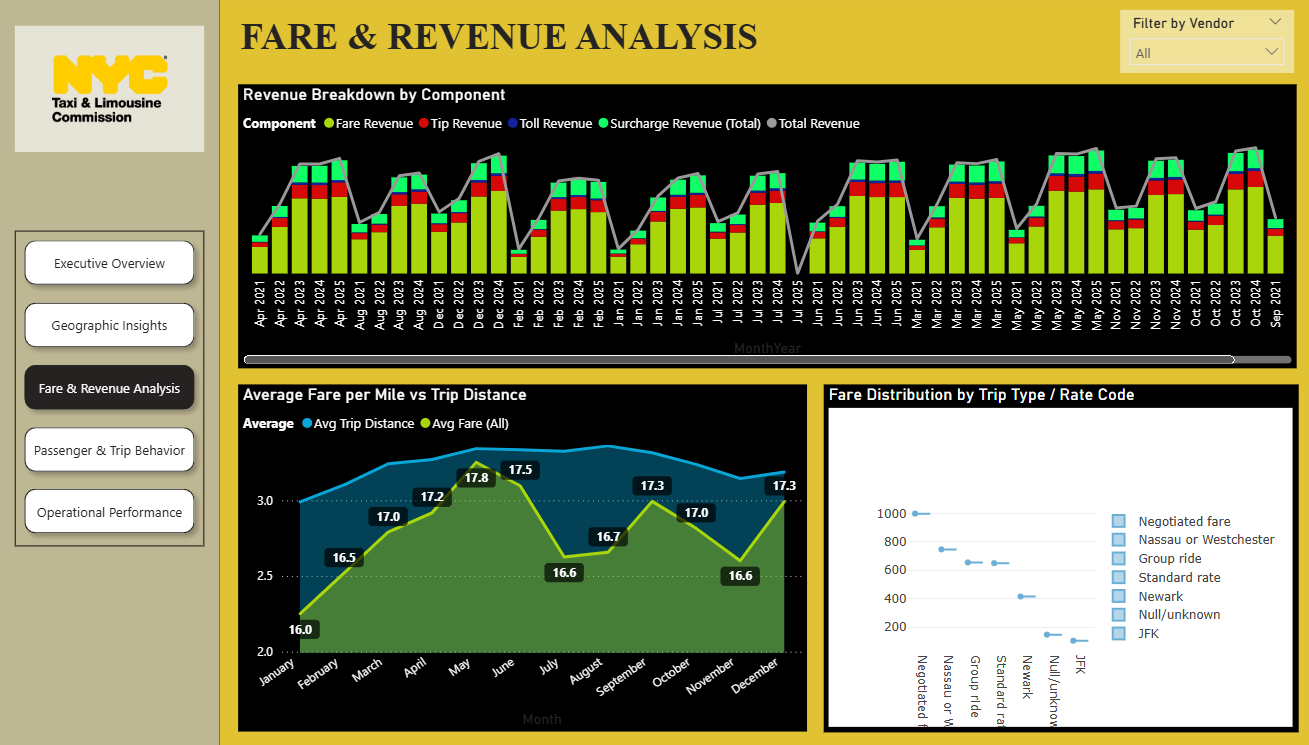 NYC
Taxi & Limousine
Commission
Executive Overview
Geographic Insights
Fare & Revenue Analysis
Passenger & Trip Behavior
Operational Performance
FARE & REVENUE ANALYSIS
Filter by Vendor
All
Revenue Breakdown by Component
Component Fare Revenue Tip Revenue Toll Revenue Surcharge Revenue (Total) Total Revenue
Apr 2021
Apr 2022
Apr 2023
Apr 2024
Apr 2025
Aug 2021
Aug 2022
Aug 2023
Aug 2024
Dec 2021
Dec 2022
Dec 2023
Dec 2024
Feb 2021
Feb 2022
Feb 2023
Feb 2024
Feb 2025
Jan 2021
Jan 2022
Jan 2023
Jan 2024
Jan 2025
Jul 2021
Jul 2022
Jul 2023
Jul 2024
Jul 2025
Jun 2021
Jun 2022
Jun 2023
Jun 2024
Jun 2025
Mar 2021
Mar 2022
Mar 2023
Mar 2024
Mar 2025
May 2021
May 2022
May 2023
May 2024
May 2025
Nov 2021
Nov 2022
Nov 2023
Nov 2024
Oct 2021
Oct 2022
Oct 2023
Oct 2024
Sep 2021
MonthYear
Average Fare per Mile vs Trip Distance
Average Avg Trip Distance Avg Fare (All)
3.0
2.5
2.0
16.0
16.5
17.0
17.2
17.8
17.5
16.6
16.7
17.3
17.0
16.6
17.3
January
February
March
April
May
June
July
August
September
October
November
December
Month
Fare Distribution by Trip Type / Rate Code
1000
800
600
400
200
Negotiated f
Nassau or W
Group ride
Standard rat
Newark
Null/unknow
JFK
Negotiated fare
Nassau or Westchester
Group ride
Standard rate
Newark
Null/unknown
JFK